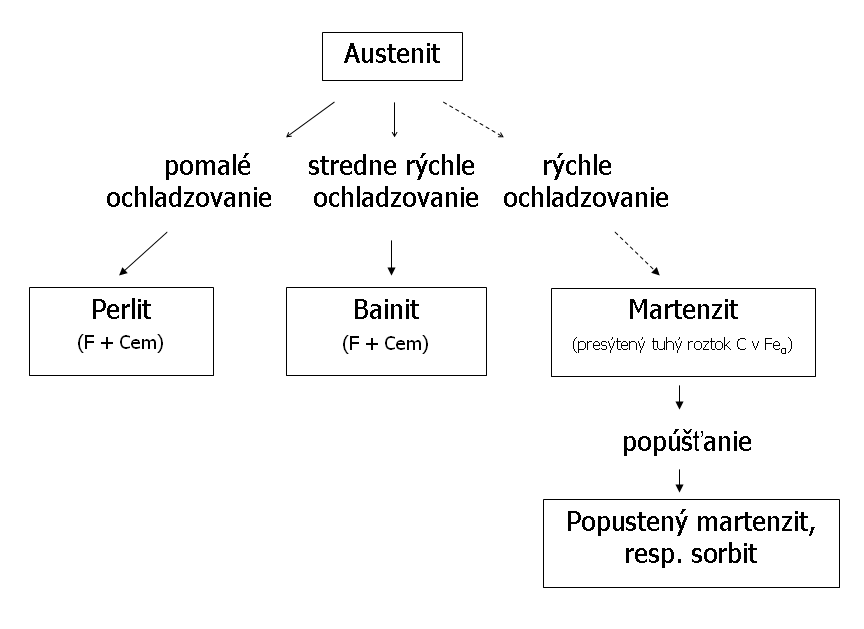 Austenit
pomalé
ochladzovanie
stredne rýchle
ochladzovanie
rýchle
ochladzovanie
Perlit
(F + Cem)
Bainit
(F + Cem)
Martenzit
(presýtený tuhý roztok C v Feα)
popúšťanie
Popustený martenzit,
resp. sorbit